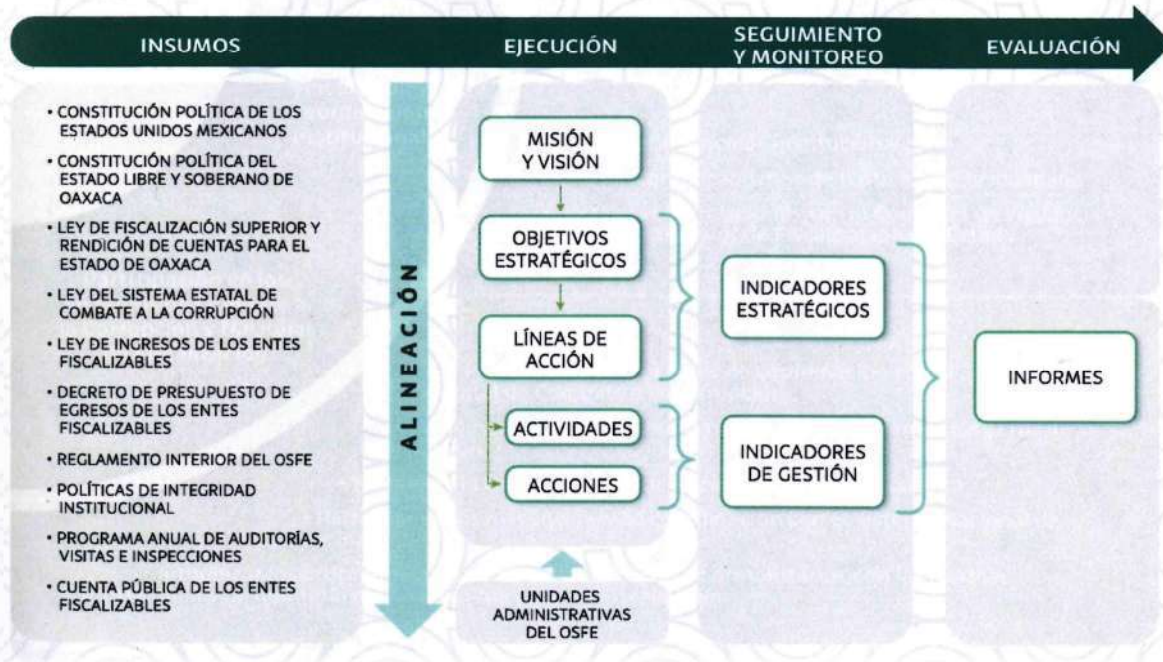 INSUMOS
EJECUCIÓN
SEGUIMIENTO
Y MONITOREO
EVALUACIÓN
• CONSTITUCIÓN POLÍTICA DE LOS
ESTADOS UNIDOS MEXICANOS
• CONSTITUCIÓN POLÍTICA DEL
ESTADO LIBRE Y SOBERANO DE
OAXACA
• LEY DE FISCALIZACIÓN SUPERIOR Y
RENDICIÓN DE CUENTAS PARA EL
ESTADO DE OAXACA
• LEY DEL SISTEMA ESTATAL DE
COMBATE A LA CORRUPCIÓN
• LEY DE INGRESOS DE LOS ENTES
FISCALIZABLES
• DECRETO DE PRESUPUESTO DE
EGRESOS DE LOS ENTES
FISCALIZABLES
• REGLAMENTO INTERIOR DEL OSFE
• POLÍTICAS DE INTEGRIDAD
INSTITUCIONAL
• PROGRAMA ANUAL DE AUDITORÍAS,
VISITAS E INSPECCIONES
• CUENTA PÚBLICA DE LOS ENTES
FISCALIZABLES
ALINEACIÓN
MISIÓN
Y VISIÓN
OBJETIVOS
ESTRATÉGICOS
LÍNEAS DE
ACCIÓN
ACTIVIDADES
ACCIONES
UNIDADES
ADMINISTRATIVAS
DEL OSFE
INDICADORES
ESTRATÉGICOS
INDICADORES
DE GESTIÓN
INFORMES